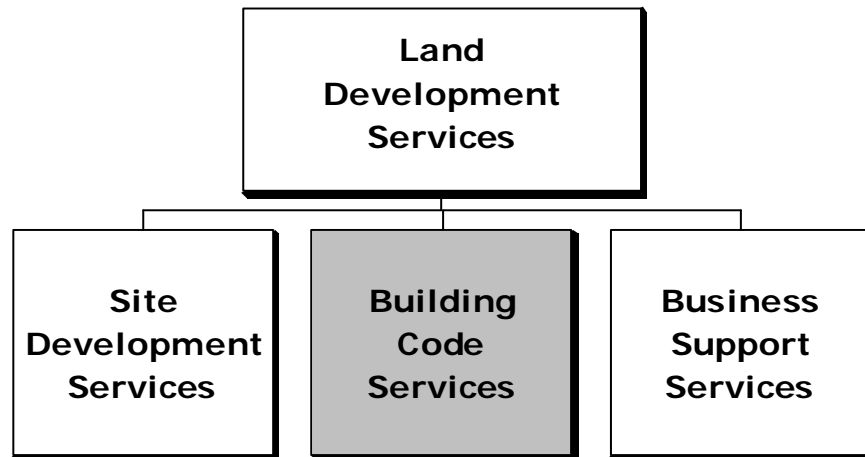 Land
Development
Services
Site
Development
Services
Building
Code
Services
Business
Support
Services